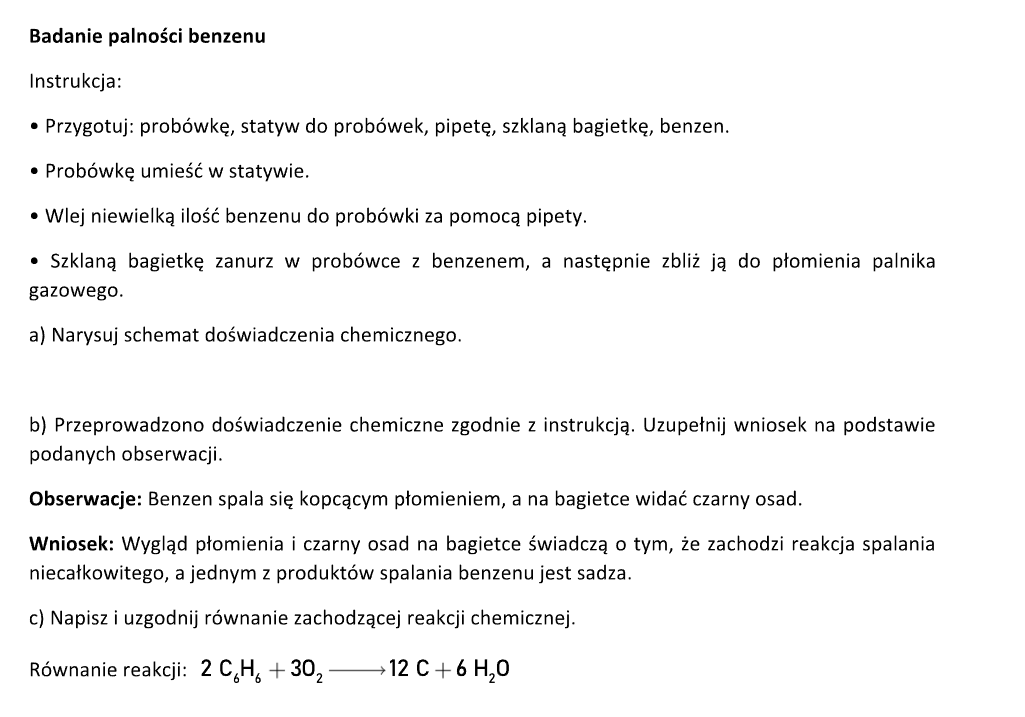 Badanie palności benzenu
Instrukcja:
• Przygotuj: probówkę, statyw do probówek, pipetę, szklaną bagietkę, benzen.
• Probówkę umieść w statywie.
• Wlej niewielką ilość benzenu do probówki za pomocą pipety.
• Szklaną bagietkę zanurz w probówce z benzenem, a następnie zbliż ją do płomienia palnika
gazowego.
a) Narysuj schemat doświadczenia chemicznego.
b) Przeprowadzono doświadczenie chemiczne zgodnie z instrukcją. Uzupełnij wniosek na podstawie
podanych obserwacji.
Obserwacje: Benzen spala się kopcącym płomieniem, a na bagietce widać czarny osad.
Wniosek: Wygląd płomienia i czarny osad na bagietce świadczą o tym, że zachodzi reakcja spalania
niecałkowitego, a jednym z produktów spalania benzenu jest sadza.
c) Napisz i uzgodnij równanie zachodzącej reakcji chemicznej.
Równanie reakcji: 2 C₆H₆ + 3O₂ ⟶ 12 C + 6 H₂O